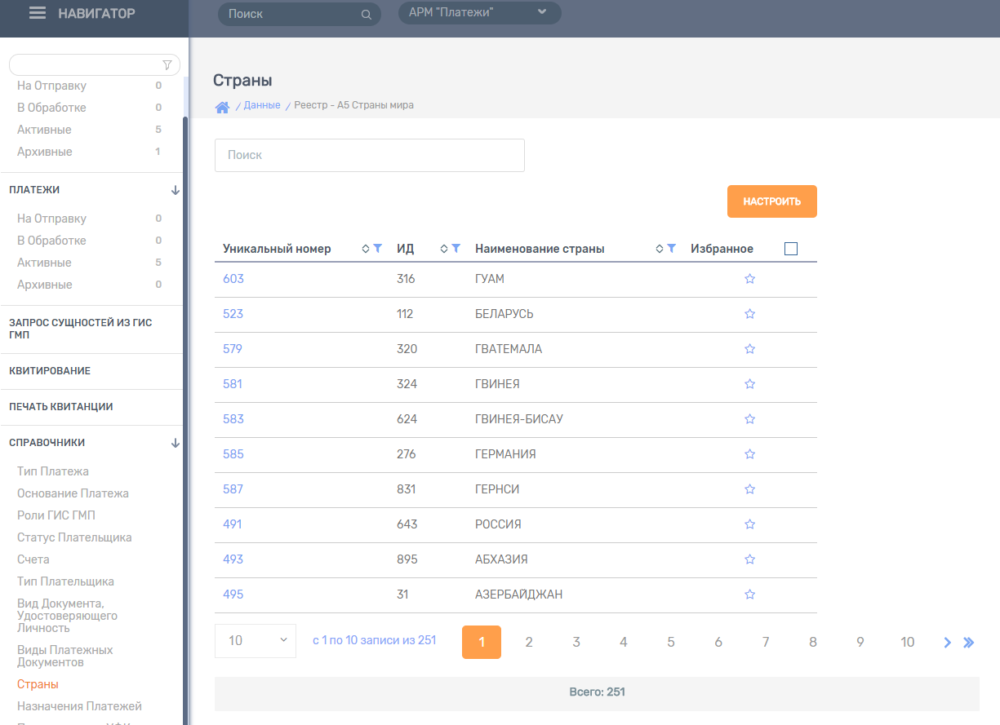 НАВИГАТОР
Поиск
АРМ "Платежи"
На Отправку 0
В Обработке 0
Активные 5
Архивные 1
ПЛАТЕЖИ
На Отправку 0
В Обработке 0
Активные 5
Архивные 0
ЗАПРОС СУЩНОСТЕЙ ИЗ ГИС
ГМП
КВИТИРОВАНИЕ
ПЕЧАТЬ КВИТАНЦИИ
СПРАВОЧНИКИ
Тип Платежа
Основание Платежа
Роли ГИС ГМП
Статус Плательщика
Счета
Тип Плательщика
Вид Документа,
Удостоверяющего
Личность
Виды Платежных
Документов
Страны
Назначения Платежей
Страны
/ Данные / Реестр - А5 Страны мира
Поиск
НАСТРОИТЬ
Уникальный номер ИД Наименование страны Избранное
603 316 ГУАМ
523 112 БЕЛАРУСЬ
579 320 ГВАТЕМАЛА
581 324 ГВИНЕЯ
583 624 ГВИНЕЯ-БИСАУ
585 276 ГЕРМАНИЯ
587 831 ГЕРНСИ
491 643 РОССИЯ
493 895 АБХАЗИЯ
495 31 АЗЕРБАЙДЖАН
10 с 1 по 10 записи из 251 1 2 3 4 5 6 7 8 9 10
Всего: 251